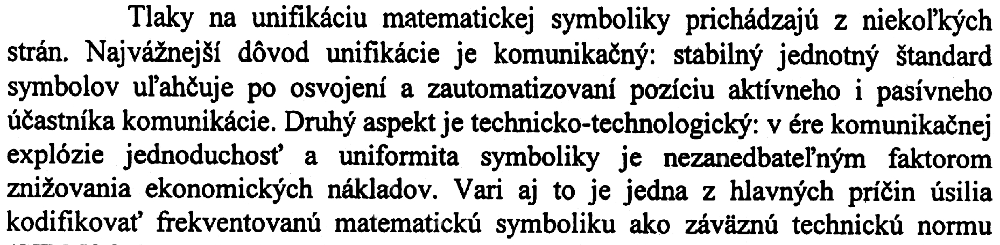 Tlaky na unifikáciu matematickej symboliky prichádzajú z niekoľkých
strán. Najvážnejší dôvod unifikácie je komunikačný: stabilný jednotný štandard
symbolov uľahčuje po osvojení a zautomatizovaní pozíciu aktívneho i pasívneho
účastníka komunikácie. Druhý aspekt je technicko-technologický: v ére komunikačnej
explózie jednoduchosť a uniformita symboliky je nezanedbateľným faktorom
znižovania ekonomických nákladov. Vari aj to je jedna z hlavných príčin úsilia
kodifikovať frekventovanú matematickú symboliku ako záväznú technickú normu